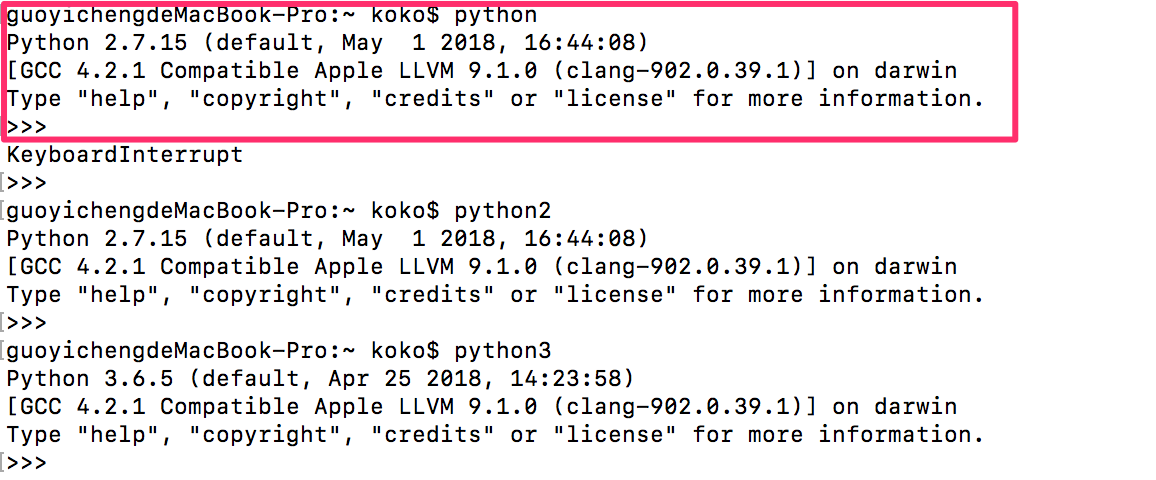 guoyichengdeMacBook-Pro:~ koko$ python
Python 2.7.15 (default, May  1 2018, 16:44:08)
[GCC 4.2.1 Compatible Apple LLVM 9.1.0 (clang-902.0.39.1)] on darwin
Type "help", "copyright", "credits" or "license" for more information.
>>>
KeyboardInterrupt
[>>>
[guoyichengdeMacBook-Pro:~ koko$ python2
Python 2.7.15 (default, May  1 2018, 16:44:08)
[GCC 4.2.1 Compatible Apple LLVM 9.1.0 (clang-902.0.39.1)] on darwin
Type "help", "copyright", "credits" or "license" for more information.
[>>>
[guoyichengdeMacBook-Pro:~ koko$ python3
Python 3.6.5 (default, Apr 25 2018, 14:23:58)
[GCC 4.2.1 Compatible Apple LLVM 9.1.0 (clang-902.0.39.1)] on darwin
Type "help", "copyright", "credits" or "license" for more information.
[>>>